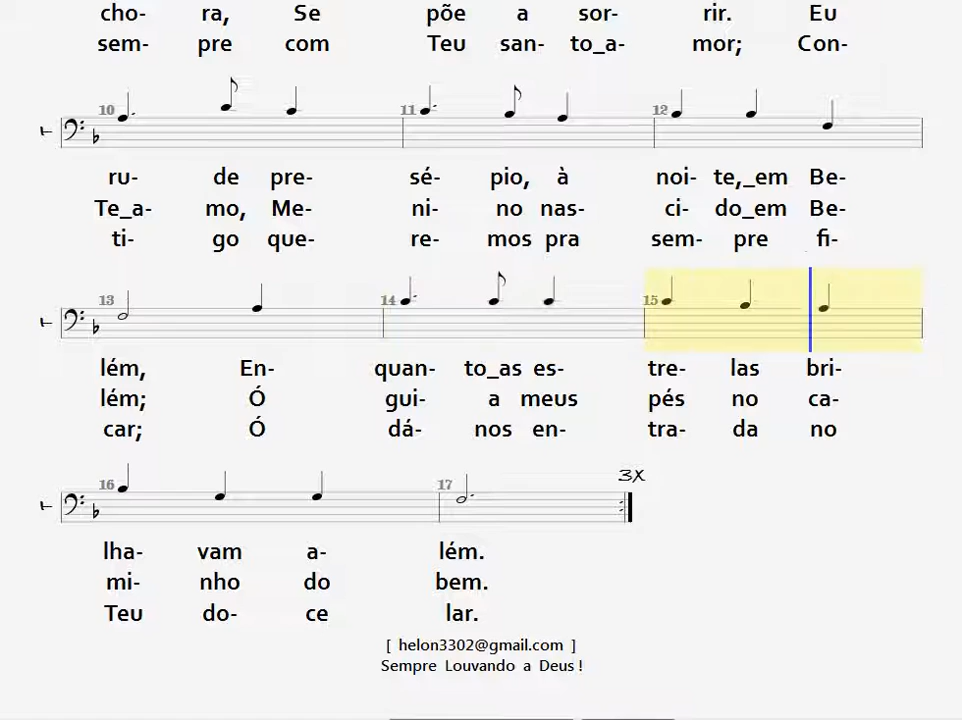 cho- ra, Se põe a sor- rir. Eu
sem- pre com Teu san- to_a- mor; Con-
10 11 12
T
ru- de pre- sé- pio, à noi- te,_em Be-
Te_a- mo, Me- ni- no nas- ci- do_em Be-
ti- go que- re- mos pra sem- pre fi-
13 14 15
T
lém, En- quan- to_as es- tre- las bri-
lém; Ó gui- a meus pés no ca-
car; Ó dá- nos en- tra- da no
16 17 3X
T
lha- vam a- lém.
mi- nho do bem.
Teu do- ce lar.
[ helon3302@gmail.com ]
Sempre Louvando a Deus !